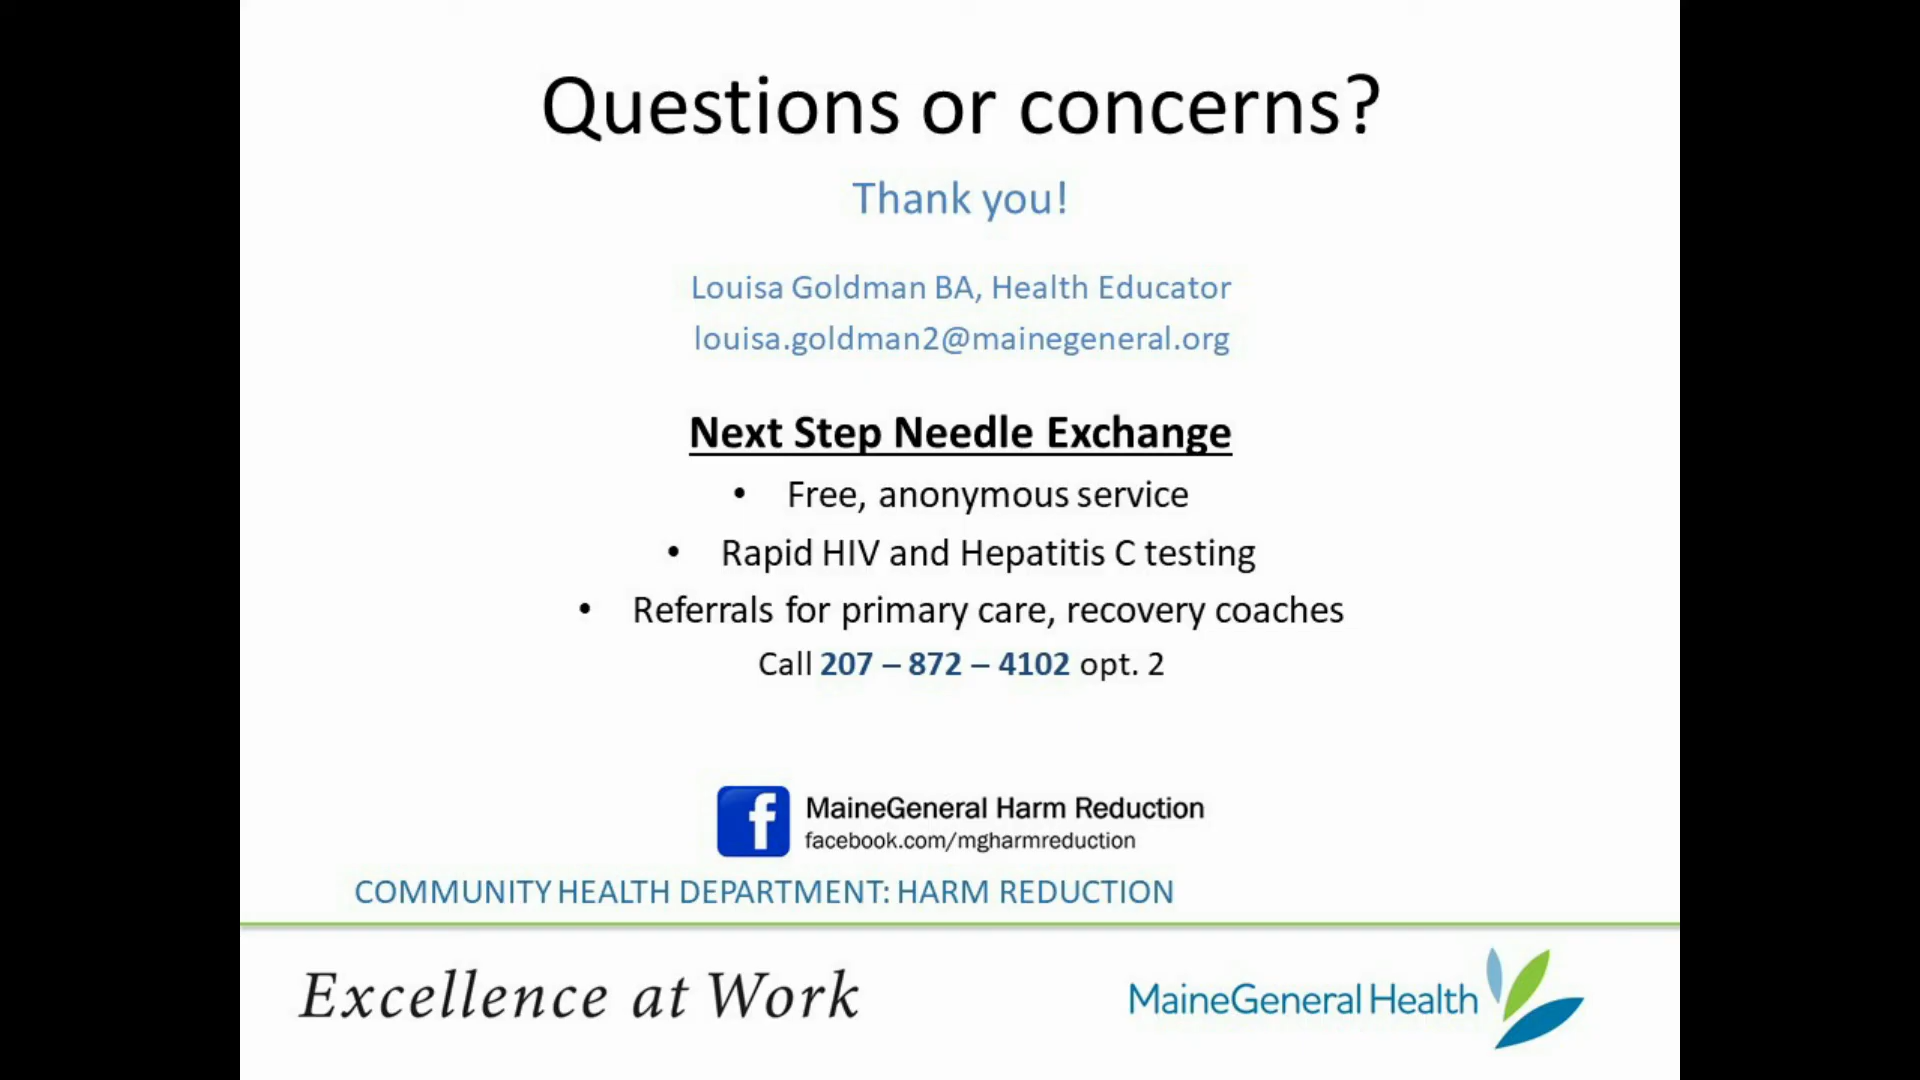 Questions or concerns?
Thank you!
Louisa Goldman BA, Health Educator
louisa.goldman2@mainegeneral.org
Next Step Needle Exchange
• Free, anonymous service
• Rapid HIV and Hepatitis C testing
• Referrals for primary care, recovery coaches
Call 207 – 872 – 4102 opt. 2
f
MaineGeneral Harm Reduction
facebook.com/mgharmreduction
COMMUNITY HEALTH DEPARTMENT: HARM REDUCTION
Excellence at Work
MaineGeneral Health